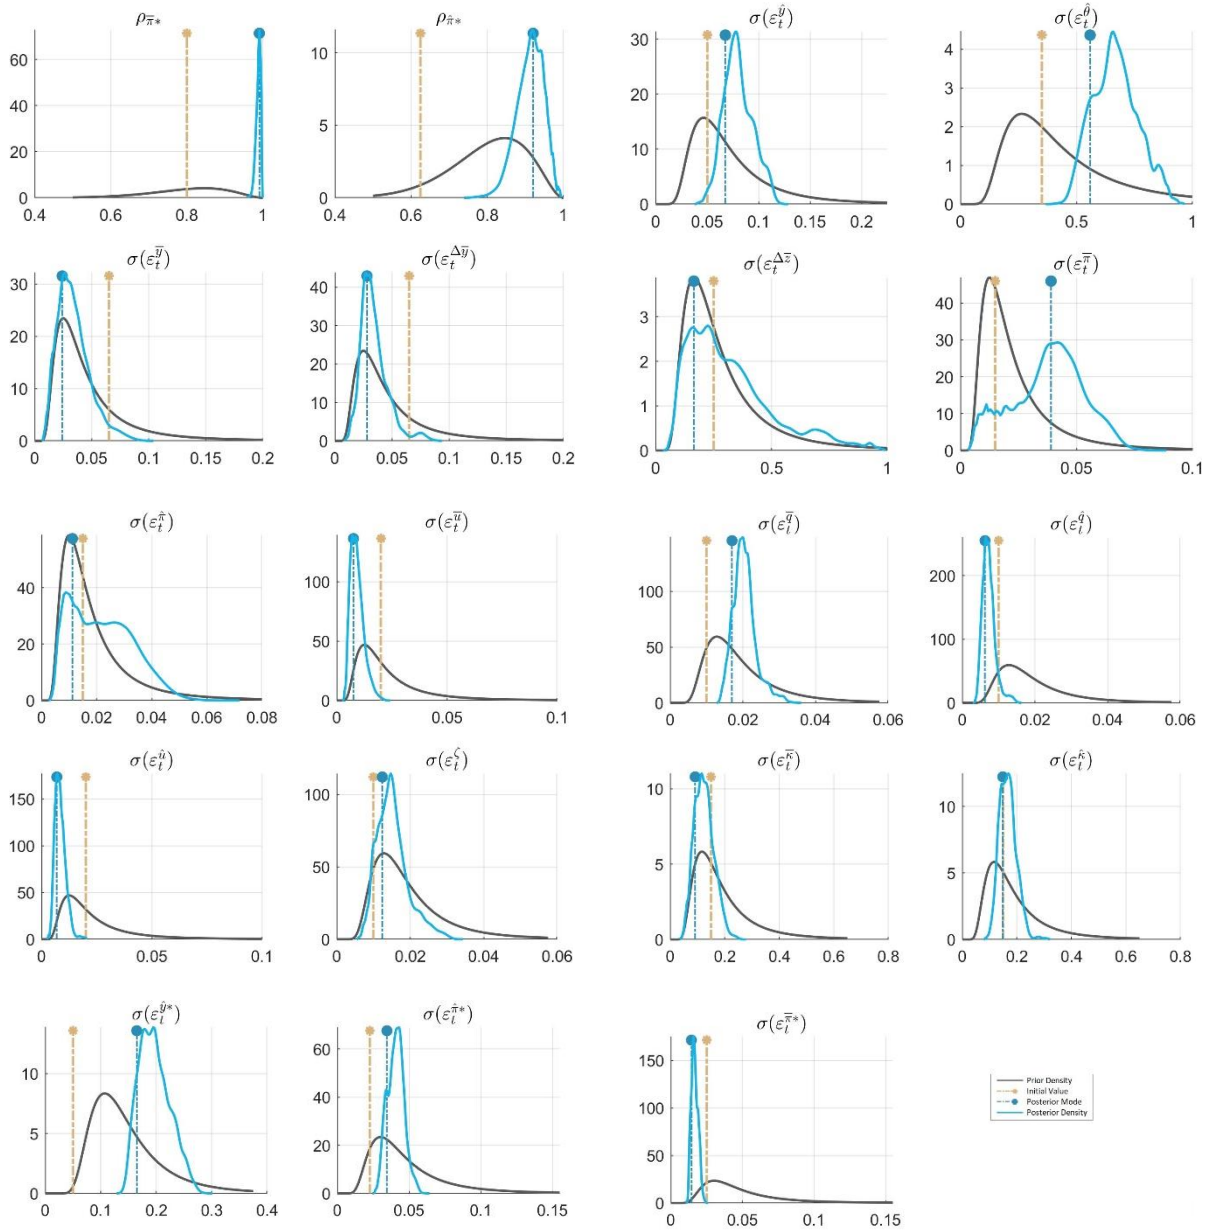 ρπ̅* ρπ̂* σ(ε_t^ŷ) σ(ε_t^θ̂)
60 10 30 4
40 3
20 5 20 2
10 1
0 0 0 0
0.4 0.6 0.8 1 0.4 0.6 0.8 1 0 0.05 0.1 0.15 0.2 0 0.5 1
σ(ε_t^y̅) σ(ε_t^Δy̅) σ(ε_t^Δz̅) σ(ε_t^π̅)
30 40 3 40
20 30 2 30
20 20
10 10 1 10
0 0 0 0
0 0.05 0.1 0.15 0.2 0 0.05 0.1 0.15 0.2 0 0.5 1 0 0.05 0.1
σ(ε_t^π̂) σ(ε_t^u̅) σ(ε_l^q̅) σ(ε_l^q̂)
40 100 100 200
20 50 50 100
0 0 0 0
0 0.02 0.04 0.06 0.08 0 0.05 0.1 0 0.02 0.04 0.06 0 0.02 0.04 0.06
σ(ε_t^û) σ(ε_t^ζ) σ(ε_l^κ̅) σ(ε_l^κ̂)
150 100 10 10
100 50 5 5
50
0 0 0 0
0 0.05 0.1 0 0.02 0.04 0.06 0 0.2 0.4 0.6 0.8 0 0.2 0.4 0.6 0.8
σ(ε_l^ŷ*) σ(ε_l^π̂*) σ(ε_l^π̅*)
10 60 150
5 40 100
20 50
0 0 0
0 0.1 0.2 0.3 0.4 0 0.05 0.1 0.15 0 0.05 0.1 0.15
Prior Density
Initial Value
Posterior Mode
Posterior Density